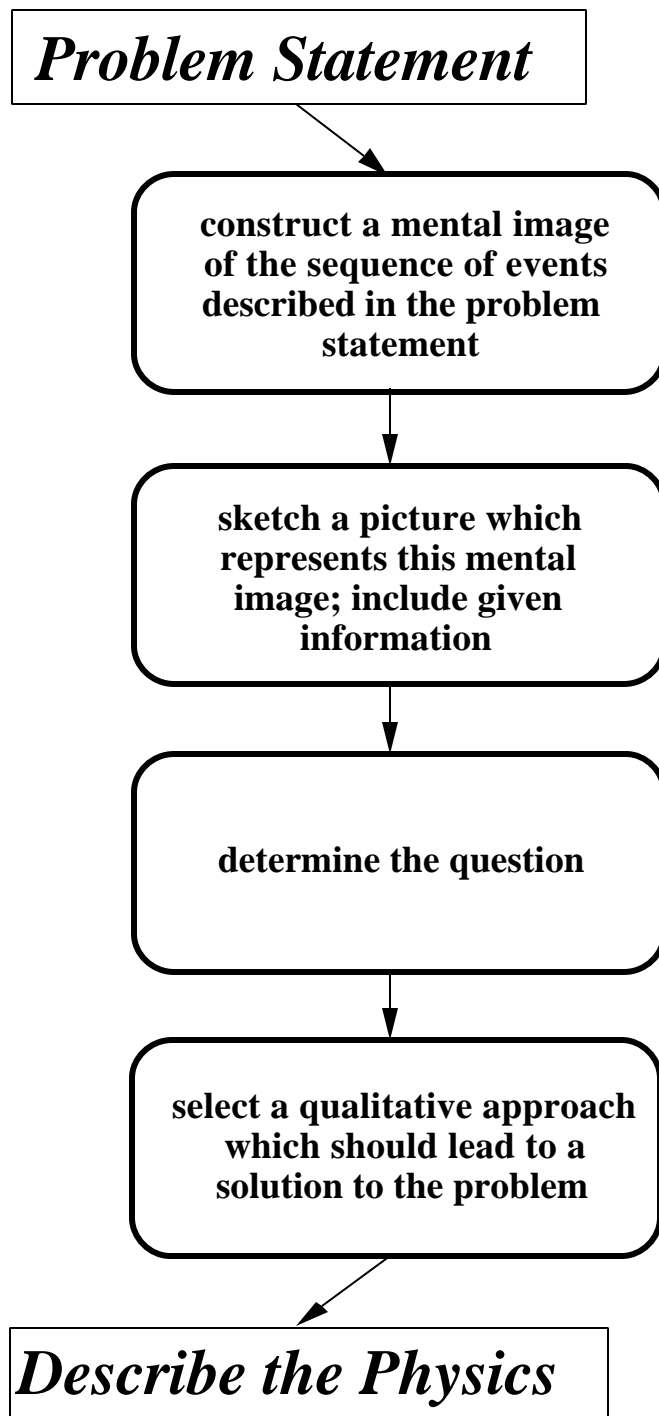 Problem Statement
construct a mental image
of the sequence of events
described in the problem
statement
sketch a picture which
represents this mental
image; include given
information
determine the question
select a qualitative approach
which should lead to a
solution to the problem
Describe the Physics